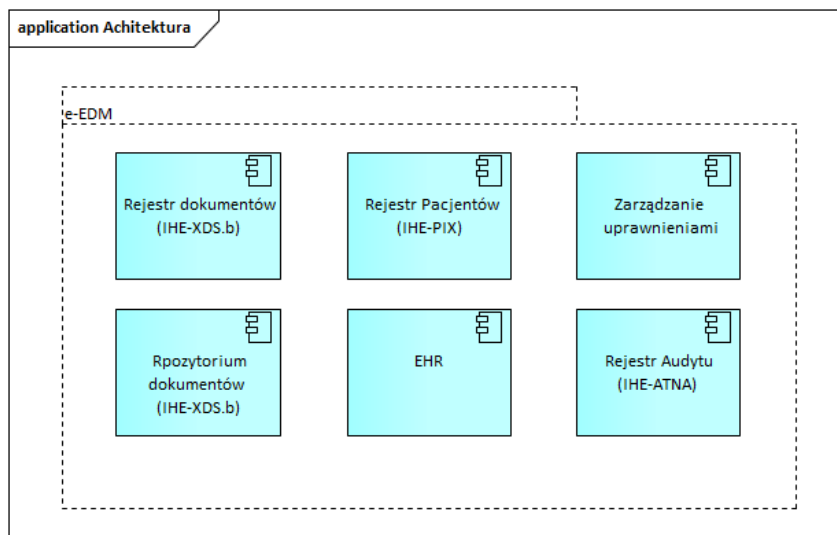 application Achitektura
e-EDM
Rejestr dokumentów
(IHE-XDS.b)
Rejestr Pacjentów
(IHE-PIX)
Zarządzanie
uprawnieniami
Rpozytorium
dokumentów
(IHE-XDS.b)
EHR
Rejestr Audytu
(IHE-ATNA)